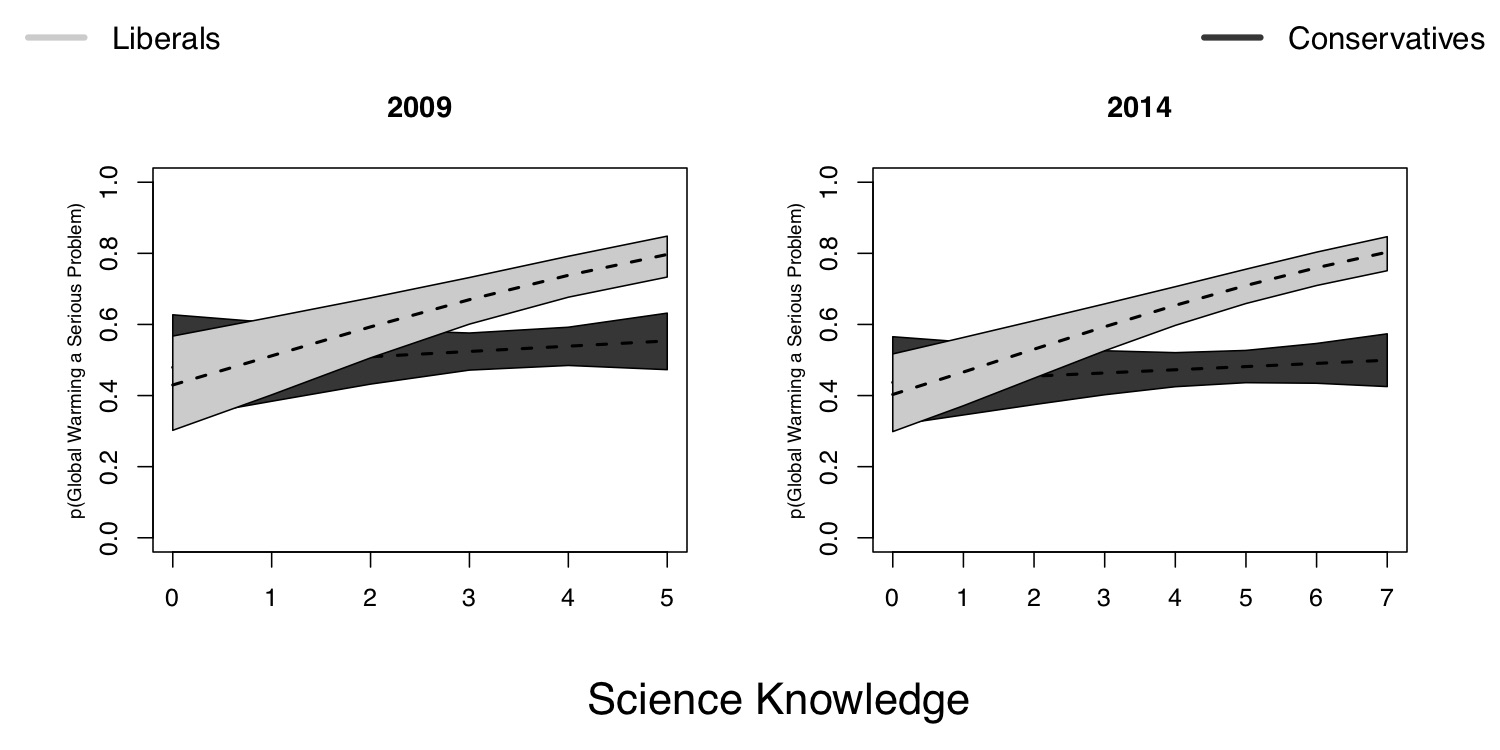 Liberals
Conservatives
2009
p(Global Warming a Serious Problem)
1.0
0.8
0.6
0.4
0.2
0.0
0 1 2 3 4 5
2014
p(Global Warming a Serious Problem)
1.0
0.8
0.6
0.4
0.2
0.0
0 1 2 3 4 5 6 7
Science Knowledge